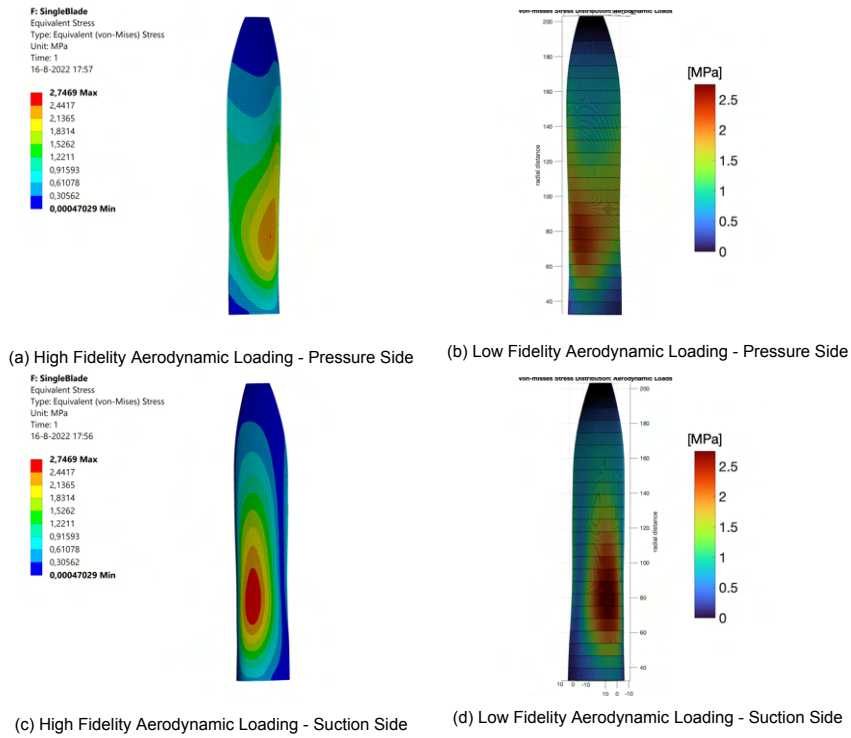 F: SingleBlade
Equivalent Stress
Type: Equivalent (von-Mises) Stress
Unit: MPa
Time: 1
16-8-2022 17:57
2,7469 Max
2,4417
2,1365
1,8314
1,5262
1,2211
0,91593
0,61078
0,30562
0,00047029 Min
(a) High Fidelity Aerodynamic Loading - Pressure Side
von-misses Stress Distribution: Aerodynamic Loads
200
180
160
140
120
100
80
60
40
radial distance
[MPa]
2.5
2
1.5
1
0.5
0
(b) Low Fidelity Aerodynamic Loading - Pressure Side
F: SingleBlade
Equivalent Stress
Type: Equivalent (von-Mises) Stress
Unit: MPa
Time: 1
16-8-2022 17:56
2,7469 Max
2,4417
2,1365
1,8314
1,5262
1,2211
0,91593
0,61078
0,30562
0,00047029 Min
(c) High Fidelity Aerodynamic Loading - Suction Side
von-misses Stress Distribution: Aerodynamic Loads
200
180
160
140
120
100
80
60
40
radial distance
10 0 -10
10 0 -10
[MPa]
2.5
2
1.5
1
0.5
0
(d) Low Fidelity Aerodynamic Loading - Suction Side